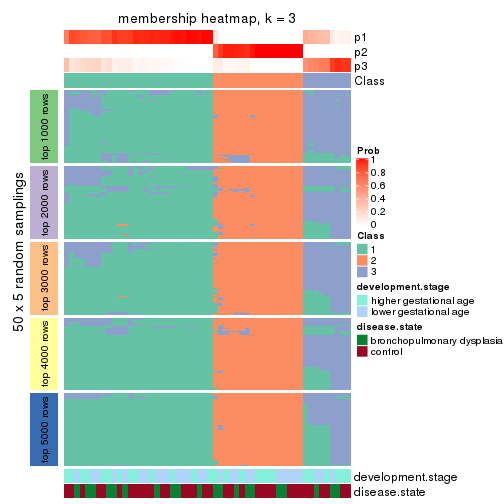 membership heatmap, k = 3
p1
p2
p3
Class
50 x 5 random samplings
top 1000 rows
top 2000 rows
top 3000 rows
top 4000 rows
top 5000 rows
Prob
1
0.8
0.6
0.4
0.2
0
Class
1
2
3
development.stage
higher gestational age
lower gestational age
disease.state
bronchopulmonary dysplasia
control
development.stage
disease.state